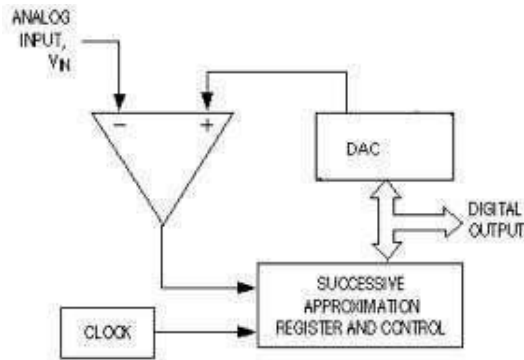 ANALOG
INPUT,
VIN
− +
DAC
DIGITAL
OUTPUT
SUCCESSIVE
APPROXIMATION
REGISTER AND CONTROL
CLOCK